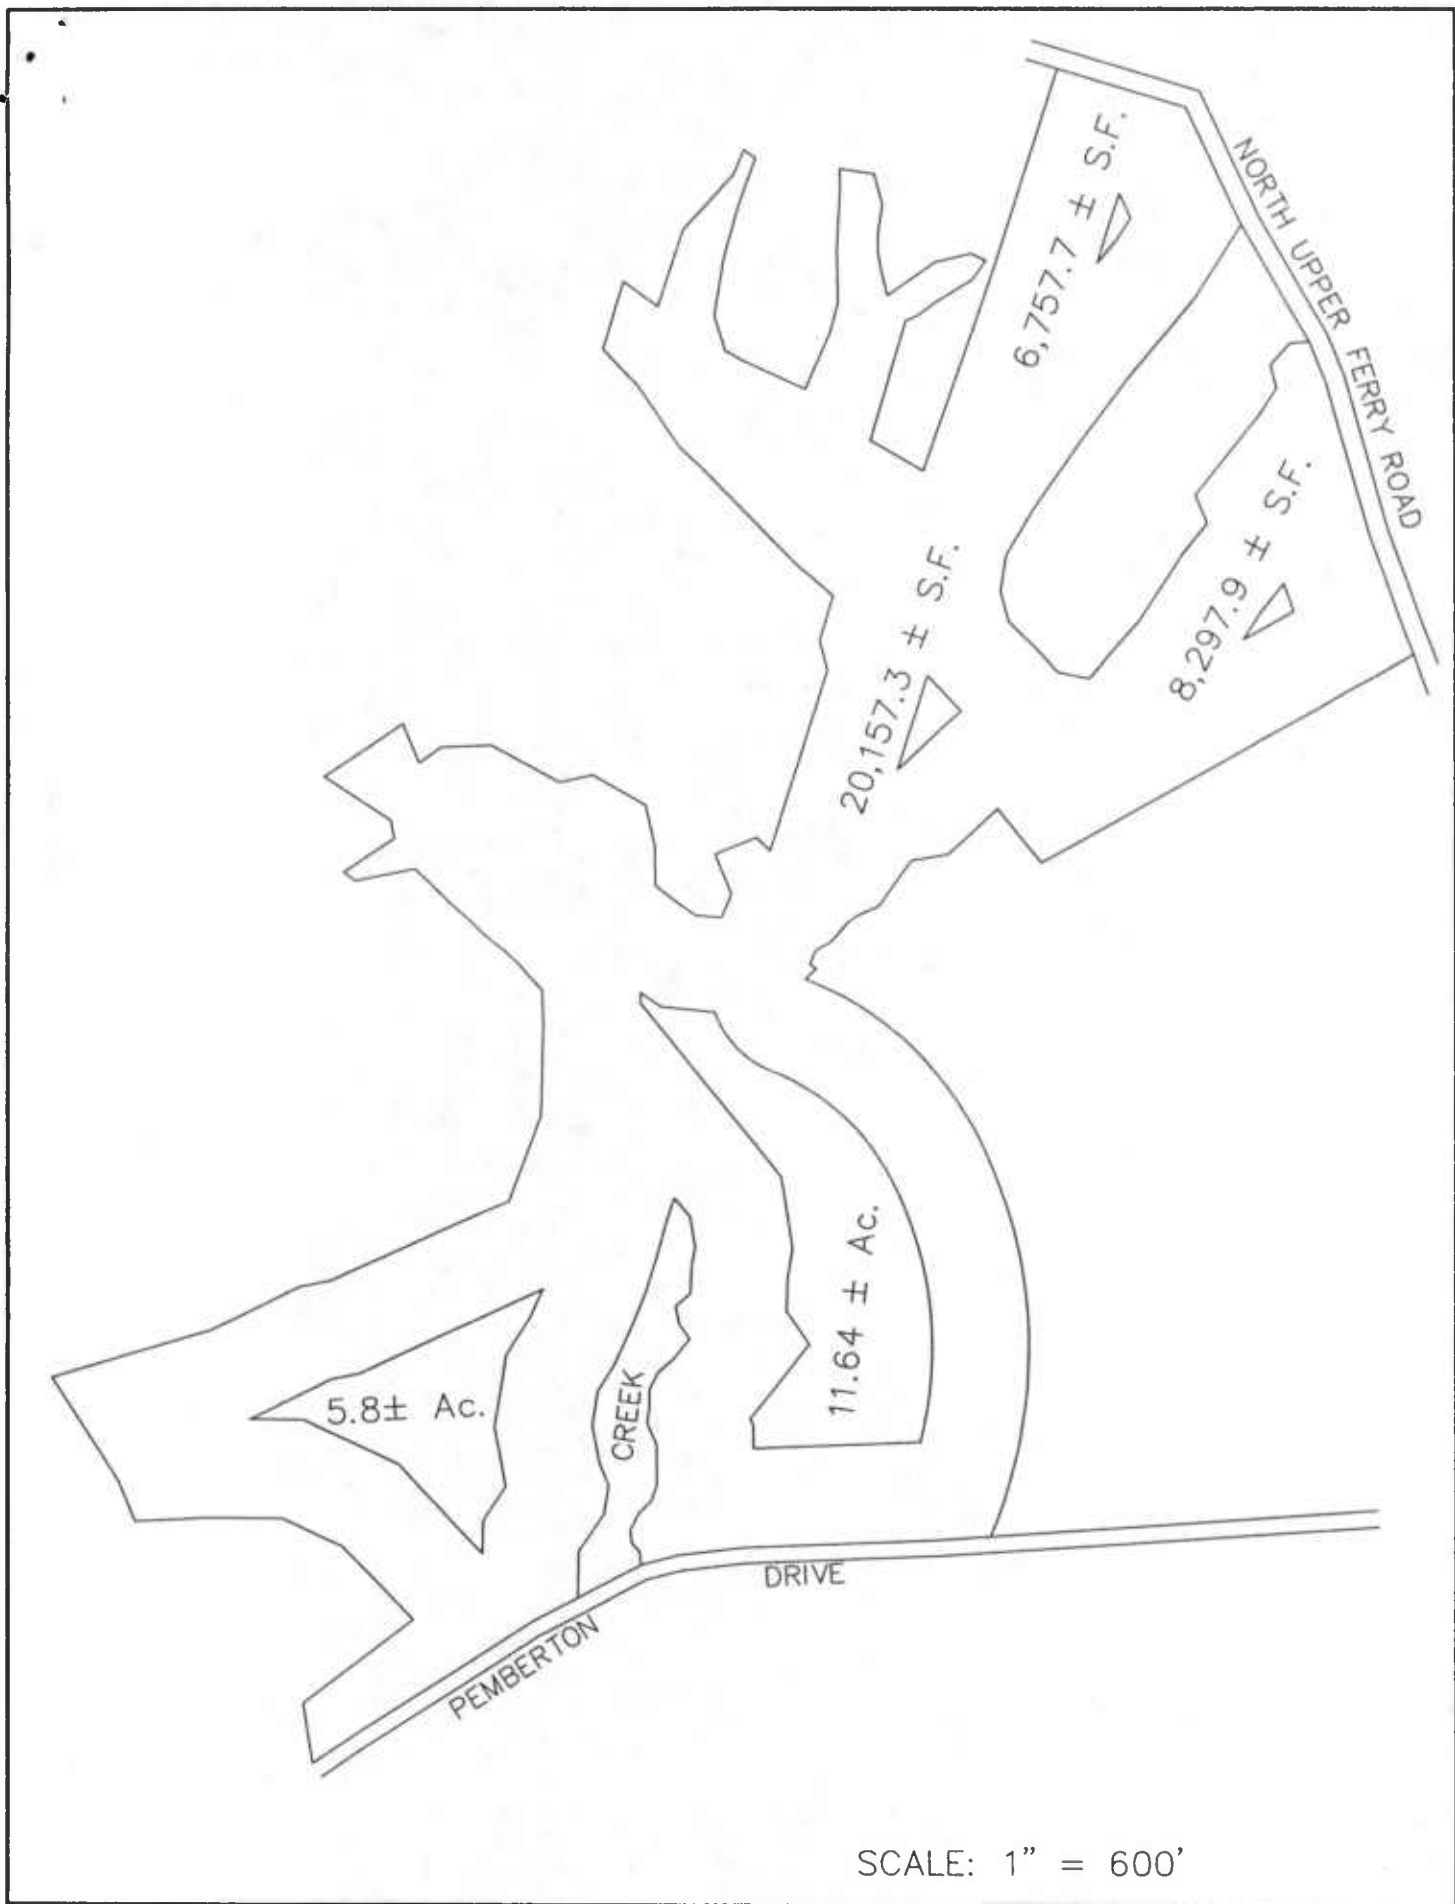 NORTH UPPER FERRY ROAD
6,757.7 ± S.F.
8,297.9 ± S.F.
20,157.3 ± S.F.
11.64 ± Ac.
5.8± Ac.
CREEK
PEMBERTON DRIVE
SCALE: 1" = 600'